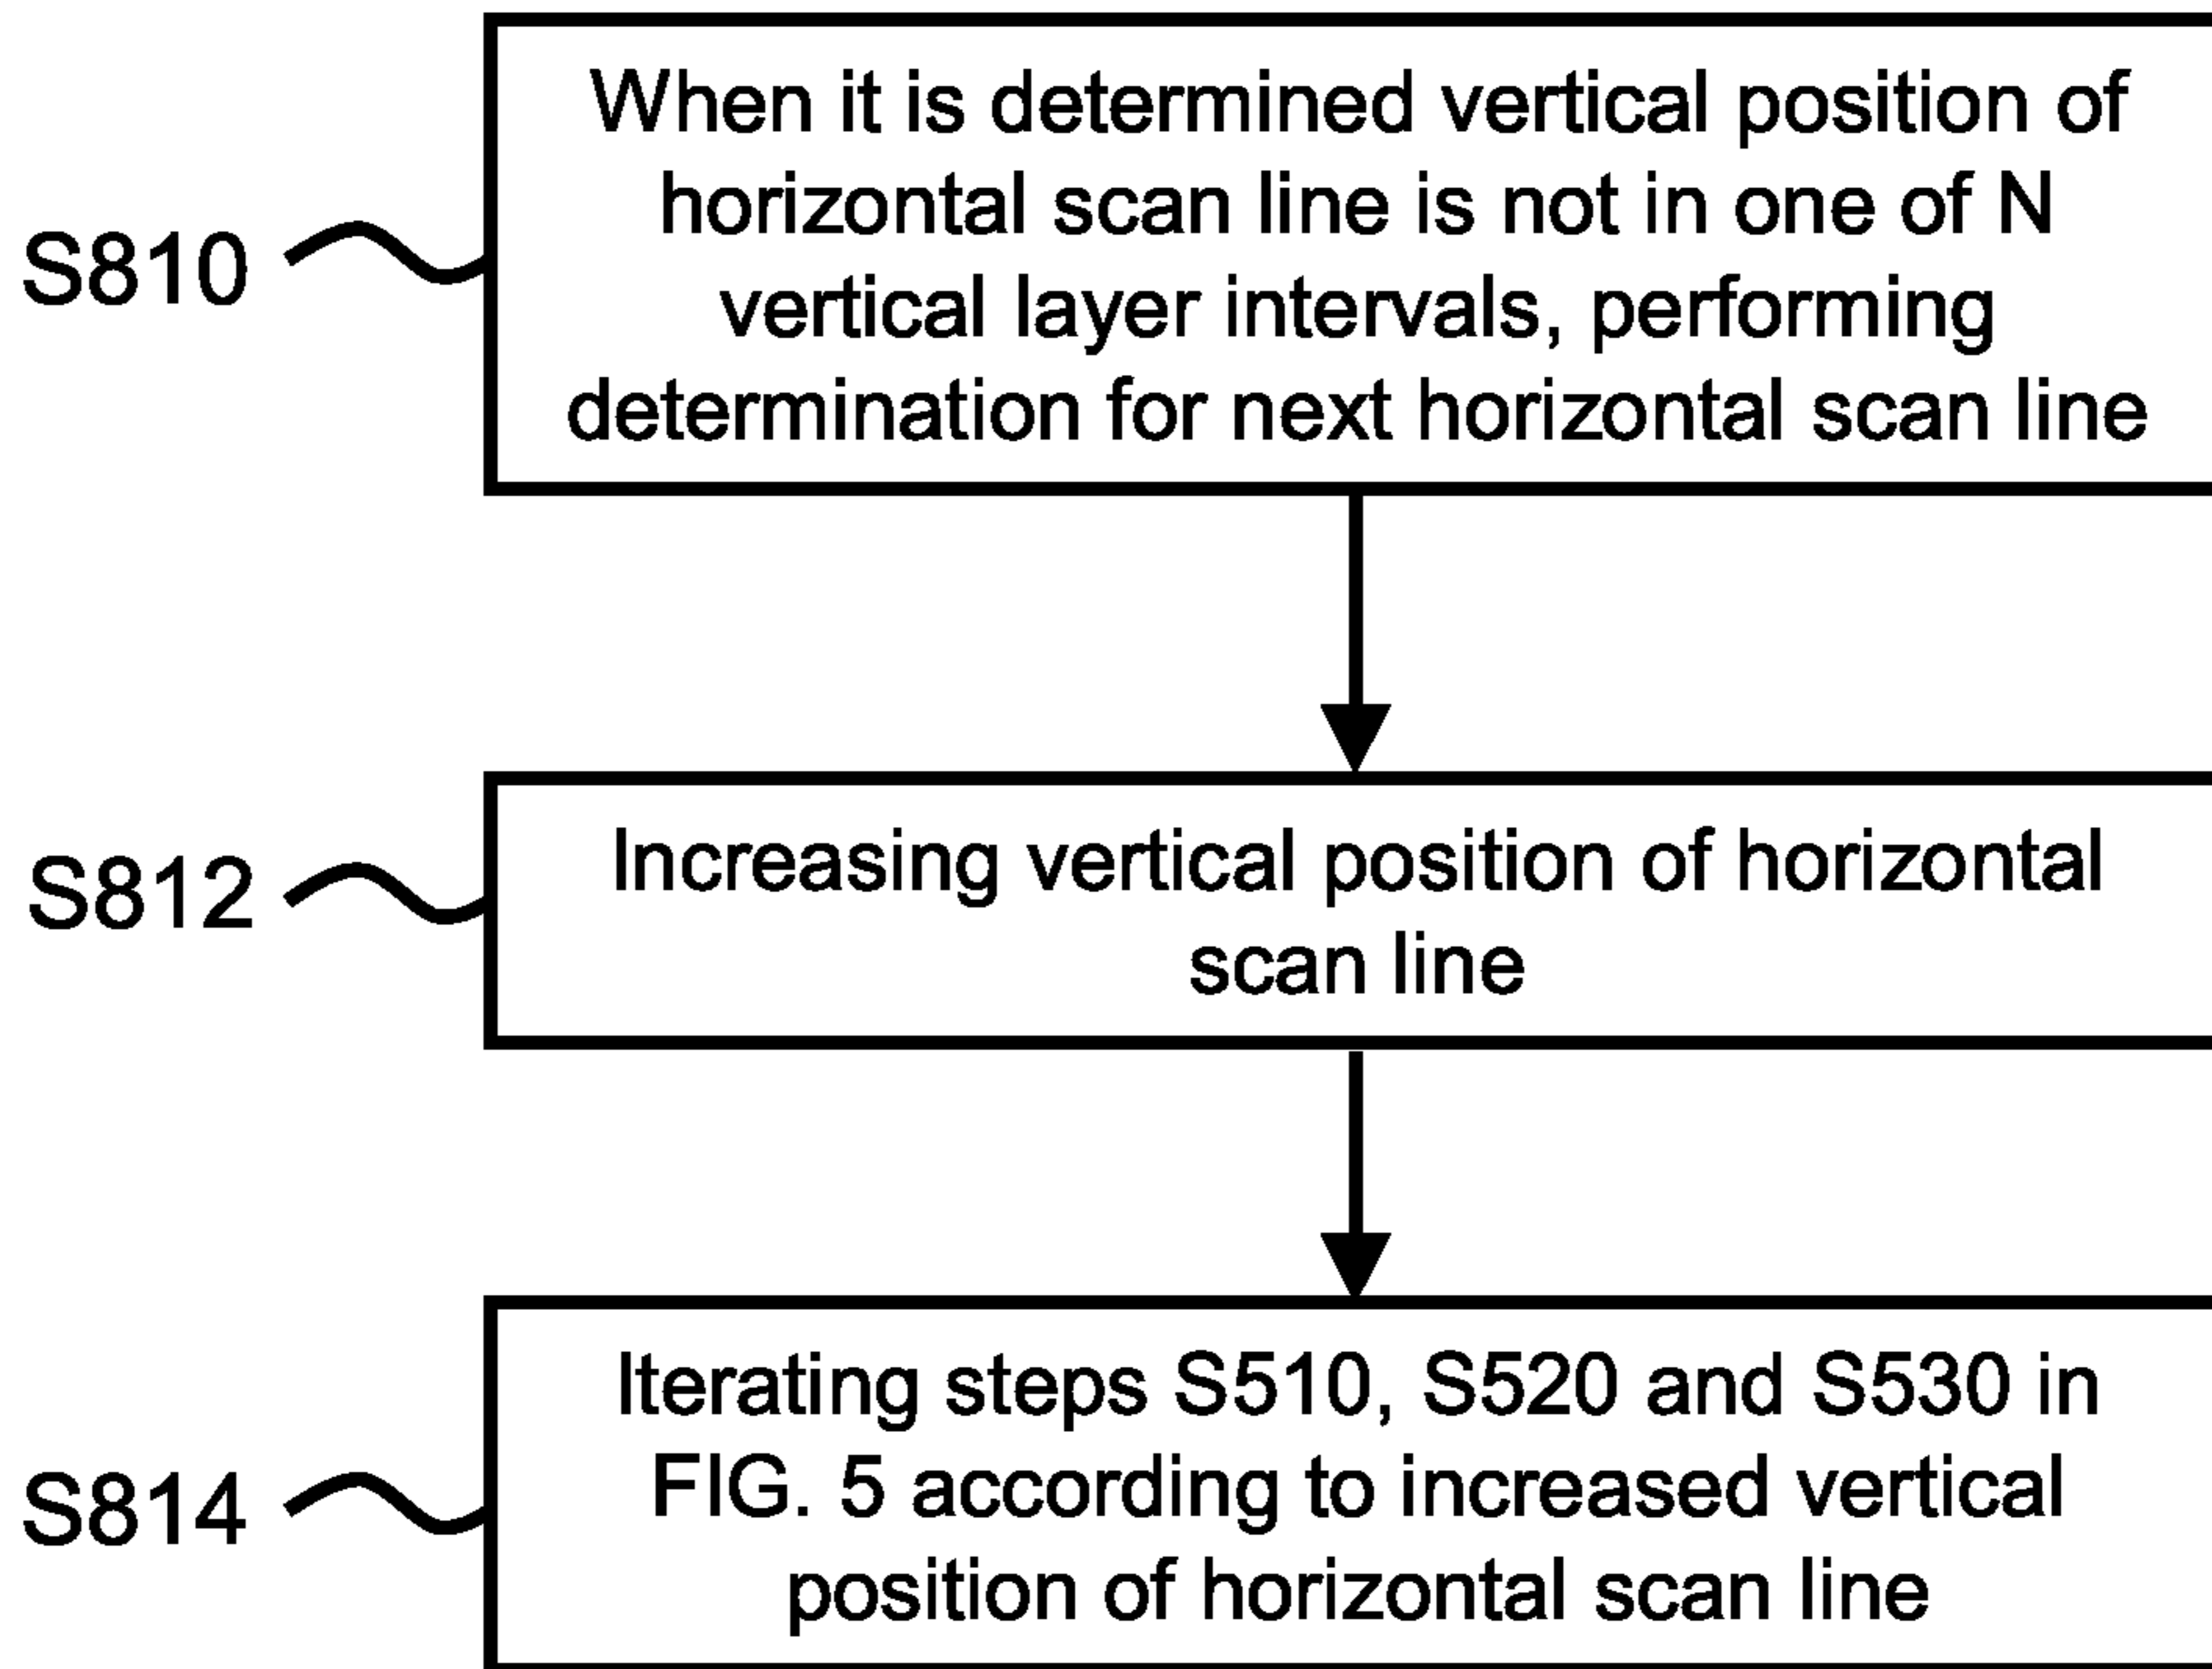 When it is determined vertical position of
horizontal scan line is not in one of N
vertical layer intervals, performing
determination for next horizontal scan line
S810
Increasing vertical position of horizontal
scan line
S812
Iterating steps S510, S520 and S530 in
FIG. 5 according to increased vertical
position of horizontal scan line
S814